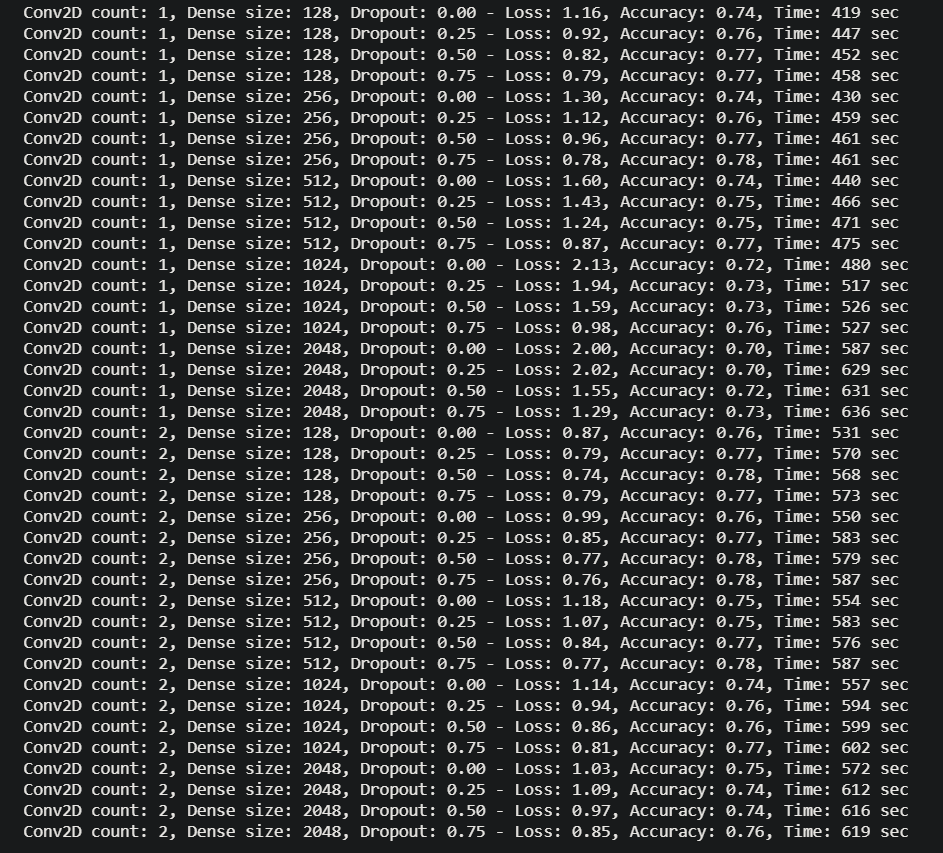 Conv2D count: 1, Dense size: 128, Dropout: 0.00 - Loss: 1.16, Accuracy: 0.74, Time: 419 sec
Conv2D count: 1, Dense size: 128, Dropout: 0.25 - Loss: 0.92, Accuracy: 0.76, Time: 447 sec
Conv2D count: 1, Dense size: 128, Dropout: 0.50 - Loss: 0.82, Accuracy: 0.77, Time: 452 sec
Conv2D count: 1, Dense size: 128, Dropout: 0.75 - Loss: 0.79, Accuracy: 0.77, Time: 458 sec
Conv2D count: 1, Dense size: 256, Dropout: 0.00 - Loss: 1.30, Accuracy: 0.74, Time: 430 sec
Conv2D count: 1, Dense size: 256, Dropout: 0.25 - Loss: 1.12, Accuracy: 0.76, Time: 459 sec
Conv2D count: 1, Dense size: 256, Dropout: 0.50 - Loss: 0.96, Accuracy: 0.77, Time: 461 sec
Conv2D count: 1, Dense size: 256, Dropout: 0.75 - Loss: 0.78, Accuracy: 0.78, Time: 461 sec
Conv2D count: 1, Dense size: 512, Dropout: 0.00 - Loss: 1.60, Accuracy: 0.74, Time: 440 sec
Conv2D count: 1, Dense size: 512, Dropout: 0.25 - Loss: 1.43, Accuracy: 0.75, Time: 466 sec
Conv2D count: 1, Dense size: 512, Dropout: 0.50 - Loss: 1.24, Accuracy: 0.75, Time: 471 sec
Conv2D count: 1, Dense size: 512, Dropout: 0.75 - Loss: 0.87, Accuracy: 0.77, Time: 475 sec
Conv2D count: 1, Dense size: 1024, Dropout: 0.00 - Loss: 2.13, Accuracy: 0.72, Time: 480 sec
Conv2D count: 1, Dense size: 1024, Dropout: 0.25 - Loss: 1.94, Accuracy: 0.73, Time: 517 sec
Conv2D count: 1, Dense size: 1024, Dropout: 0.50 - Loss: 1.59, Accuracy: 0.73, Time: 526 sec
Conv2D count: 1, Dense size: 1024, Dropout: 0.75 - Loss: 0.98, Accuracy: 0.76, Time: 527 sec
Conv2D count: 1, Dense size: 2048, Dropout: 0.00 - Loss: 2.00, Accuracy: 0.70, Time: 587 sec
Conv2D count: 1, Dense size: 2048, Dropout: 0.25 - Loss: 2.02, Accuracy: 0.70, Time: 629 sec
Conv2D count: 1, Dense size: 2048, Dropout: 0.50 - Loss: 1.55, Accuracy: 0.72, Time: 631 sec
Conv2D count: 1, Dense size: 2048, Dropout: 0.75 - Loss: 1.29, Accuracy: 0.73, Time: 636 sec
Conv2D count: 2, Dense size: 128, Dropout: 0.00 - Loss: 0.87, Accuracy: 0.76, Time: 531 sec
Conv2D count: 2, Dense size: 128, Dropout: 0.25 - Loss: 0.79, Accuracy: 0.77, Time: 570 sec
Conv2D count: 2, Dense size: 128, Dropout: 0.50 - Loss: 0.74, Accuracy: 0.78, Time: 568 sec
Conv2D count: 2, Dense size: 128, Dropout: 0.75 - Loss: 0.79, Accuracy: 0.77, Time: 573 sec
Conv2D count: 2, Dense size: 256, Dropout: 0.00 - Loss: 0.99, Accuracy: 0.76, Time: 550 sec
Conv2D count: 2, Dense size: 256, Dropout: 0.25 - Loss: 0.85, Accuracy: 0.77, Time: 583 sec
Conv2D count: 2, Dense size: 256, Dropout: 0.50 - Loss: 0.77, Accuracy: 0.78, Time: 579 sec
Conv2D count: 2, Dense size: 256, Dropout: 0.75 - Loss: 0.76, Accuracy: 0.78, Time: 587 sec
Conv2D count: 2, Dense size: 512, Dropout: 0.00 - Loss: 1.18, Accuracy: 0.75, Time: 554 sec
Conv2D count: 2, Dense size: 512, Dropout: 0.25 - Loss: 1.07, Accuracy: 0.75, Time: 583 sec
Conv2D count: 2, Dense size: 512, Dropout: 0.50 - Loss: 0.84, Accuracy: 0.77, Time: 576 sec
Conv2D count: 2, Dense size: 512, Dropout: 0.75 - Loss: 0.77, Accuracy: 0.78, Time: 587 sec
Conv2D count: 2, Dense size: 1024, Dropout: 0.00 - Loss: 1.14, Accuracy: 0.74, Time: 557 sec
Conv2D count: 2, Dense size: 1024, Dropout: 0.25 - Loss: 0.94, Accuracy: 0.76, Time: 594 sec
Conv2D count: 2, Dense size: 1024, Dropout: 0.50 - Loss: 0.86, Accuracy: 0.76, Time: 599 sec
Conv2D count: 2, Dense size: 1024, Dropout: 0.75 - Loss: 0.81, Accuracy: 0.77, Time: 602 sec
Conv2D count: 2, Dense size: 2048, Dropout: 0.00 - Loss: 1.03, Accuracy: 0.75, Time: 572 sec
Conv2D count: 2, Dense size: 2048, Dropout: 0.25 - Loss: 1.09, Accuracy: 0.74, Time: 612 sec
Conv2D count: 2, Dense size: 2048, Dropout: 0.50 - Loss: 0.97, Accuracy: 0.74, Time: 616 sec
Conv2D count: 2, Dense size: 2048, Dropout: 0.75 - Loss: 0.85, Accuracy: 0.76, Time: 619 sec